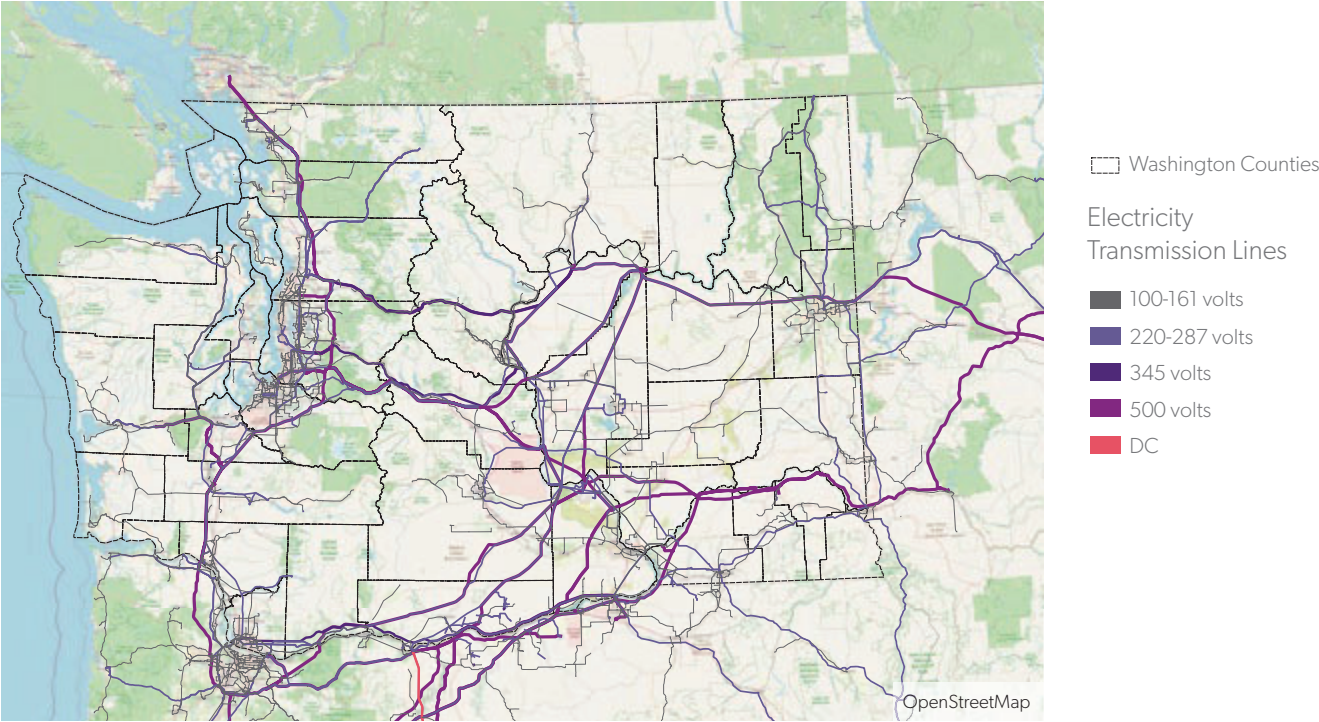 Washington Counties
Electricity
Transmission Lines
100-161 volts
220-287 volts
345 volts
500 volts
DC
OpenStreetMap